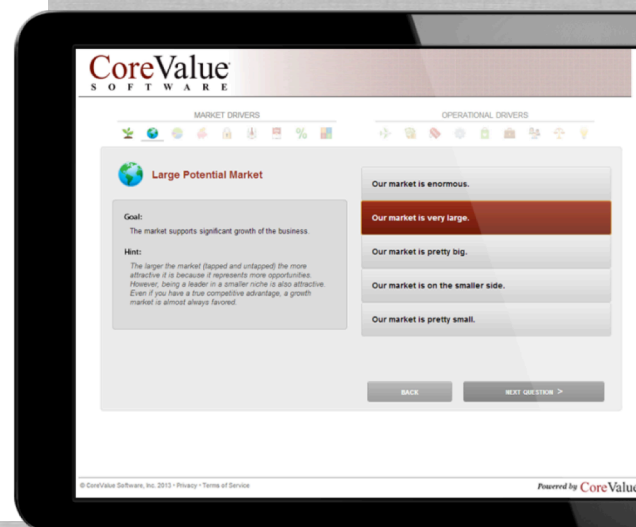 CoreValue
SOFTWARE
MARKET DRIVERS
OPERATIONAL DRIVERS
Large Potential Market
Goal:
The market supports significant growth of the business.
Hint:
The larger the market (tapped and untapped) the more
attractive it is because it represents more opportunities.
However, being a leader in a smaller niche is also attractive.
Even if you have a true competitive advantage, a growth
market is almost always favored.
Our market is enormous.
Our market is very large.
Our market is pretty big.
Our market is on the smaller side.
Our market is pretty small.
BACK
NEXT QUESTION >
© CoreValue Software, Inc. 2013 • Privacy • Terms of Service
Powered by CoreValue